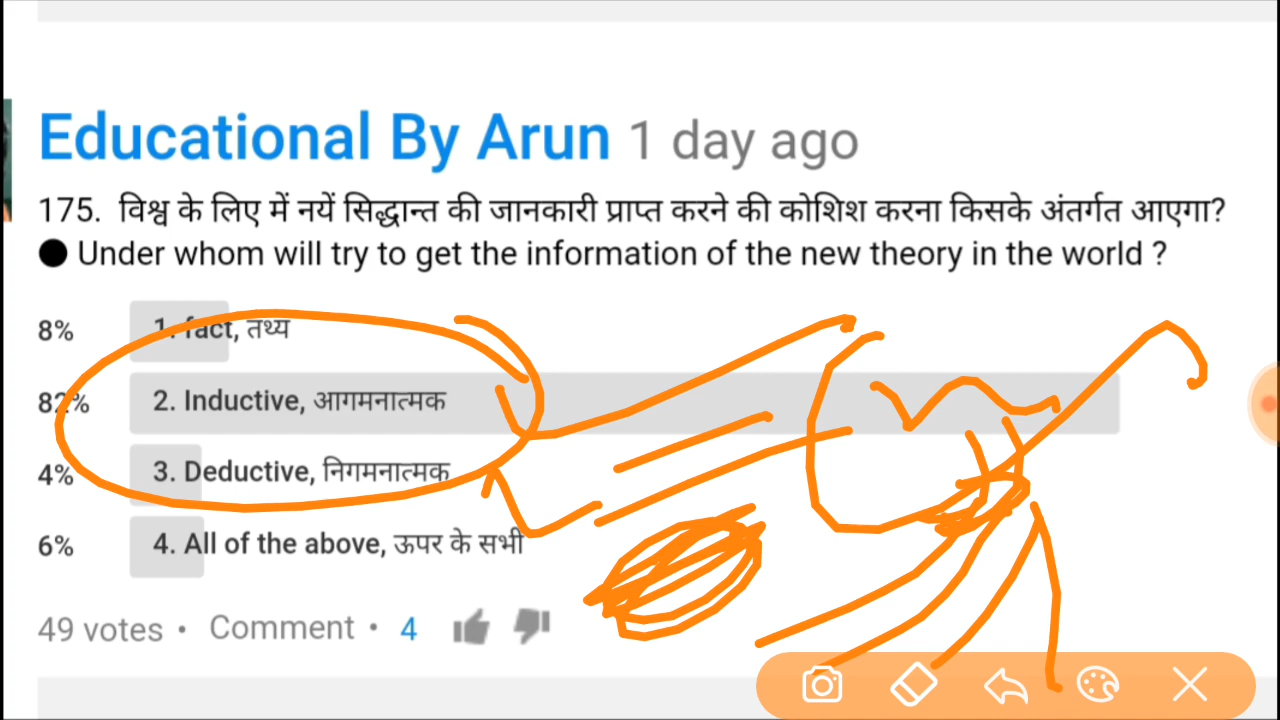 Educational By Arun 1 day ago
175. विश्व के लिए में नयें सिद्धान्त की जानकारी प्राप्त करने की कोशिश करना किसके अंतर्गत आएगा?
● Under whom will try to get the information of the new theory in the world ?
8% 1. fact, तथ्य
82% 2. Inductive, आगमनात्मक
4% 3. Deductive, निगमनात्मक
6% 4. All of the above, ऊपर के सभी
49 votes • Comment • 4